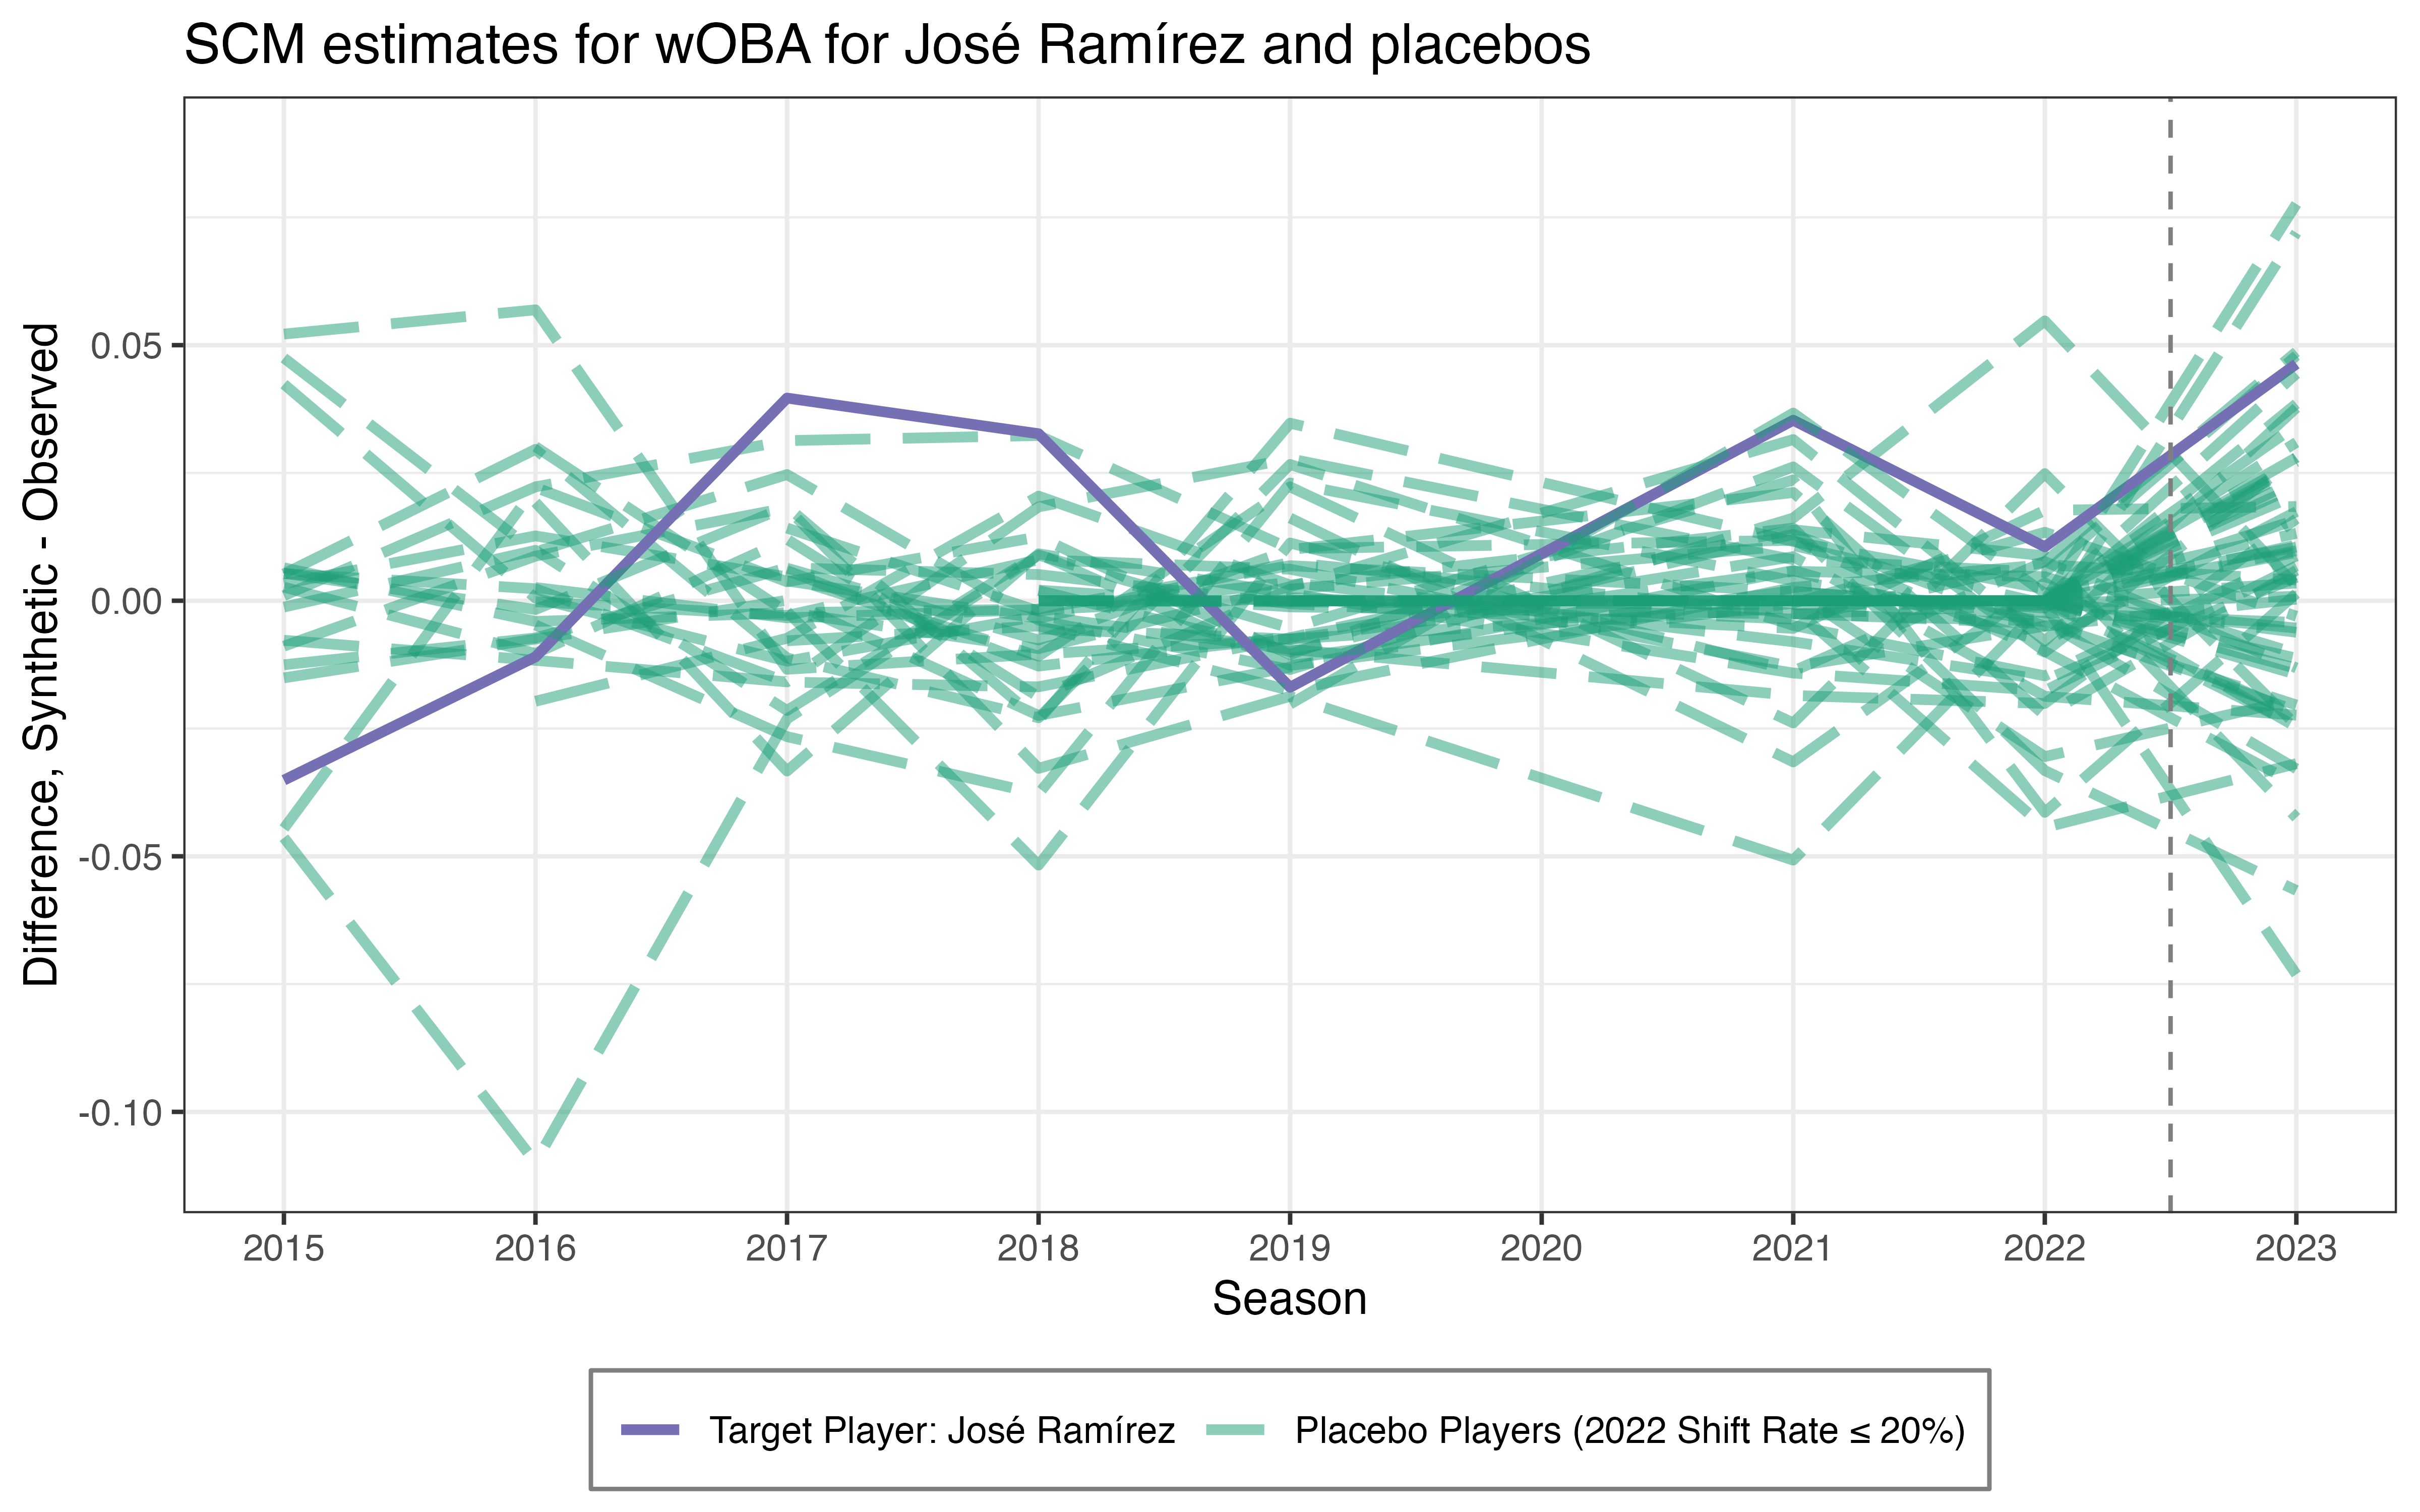 SCM estimates for wOBA for José Ramírez and placebos
Difference, Synthetic - Observed
0.05
0.00
-0.05
-0.10
2015 2016 2017 2018 2019 2020 2021 2022 2023
Season
Target Player: José Ramírez Placebo Players (2022 Shift Rate ≤ 20%)